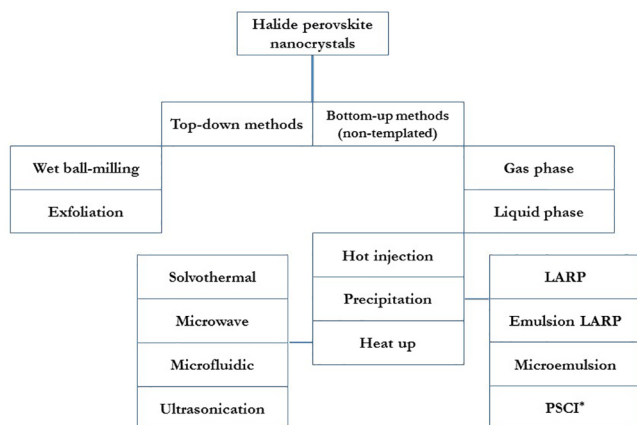 Halide perovskite
nanocrystals
Top-down methods
Bottom-up methods
(non-templated)
Wet ball-milling
Exfoliation
Gas phase
Liquid phase
Hot injection
Precipitation
Heat up
Solvothermal
Microwave
Microfluidic
Ultrasonication
LARP
Emulsion LARP
Microemulsion
PSCI*